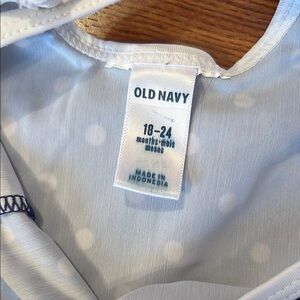 OLD NAVY
18-24
months•mois
meses
MADE IN
INDONESIA